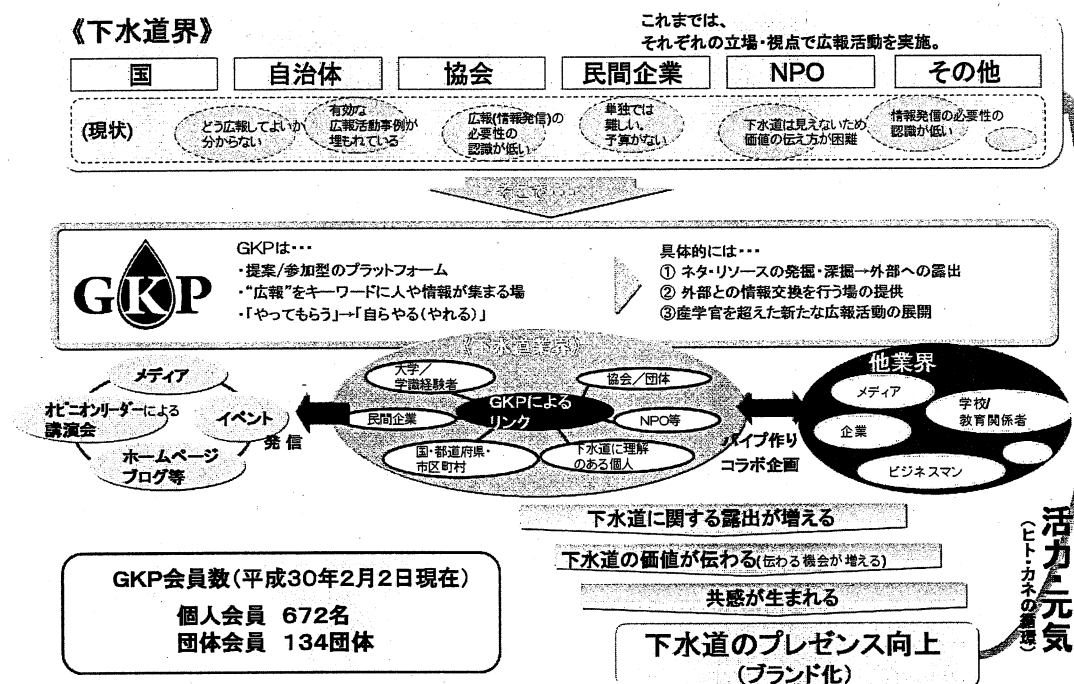 《下水道界》
これまでは、
それぞれの立場・視点で広報活動を実施。
国
自治体
協会
民間企業
NPO
その他
(現状)
どう広報してよいか
分からない
有効な
広報活動事例が
埋もれている
広報(情報発信)の
必要性の
認識が低い
単独では
難しい。
予算がない
下水道は見えないため
価値の伝え方が困難
情報発信の必要性の
認識が低い
そこで・・・
GKP
GKPは・・・
・提案/参加型のプラットフォーム
・“広報”をキーワードに人や情報が集まる場
・「やってもらう」→「自らやる(やれる)」
具体的には・・・
① ネタ・リソースの発掘・深掘→外部への露出
② 外部との情報交換を行う場の提供
③産学官を超えた新たな広報活動の展開
メディア
オピニオンリーダーによる
講演会
イベント
ホームページ
ブログ等
発信
《下水道業界》
大学/
学識経験者
協会/団体
民間企業
GKPによる
リンク
NPO等
国・都道府県・
市区町村
下水道に理解
のある個人
パイプ作り
コラボ企画
他業界
メディア
学校/
教育関係者
企業
ビジネスマン
下水道に関する露出が増える
下水道の価値が伝わる(伝わる機会が増える)
共感が生まれる
下水道のプレゼンス向上
(ブランド化)
活力・元気
(ヒト・カネの循環)
GKP会員数(平成30年2月2日現在)
個人会員 672名
団体会員 134団体